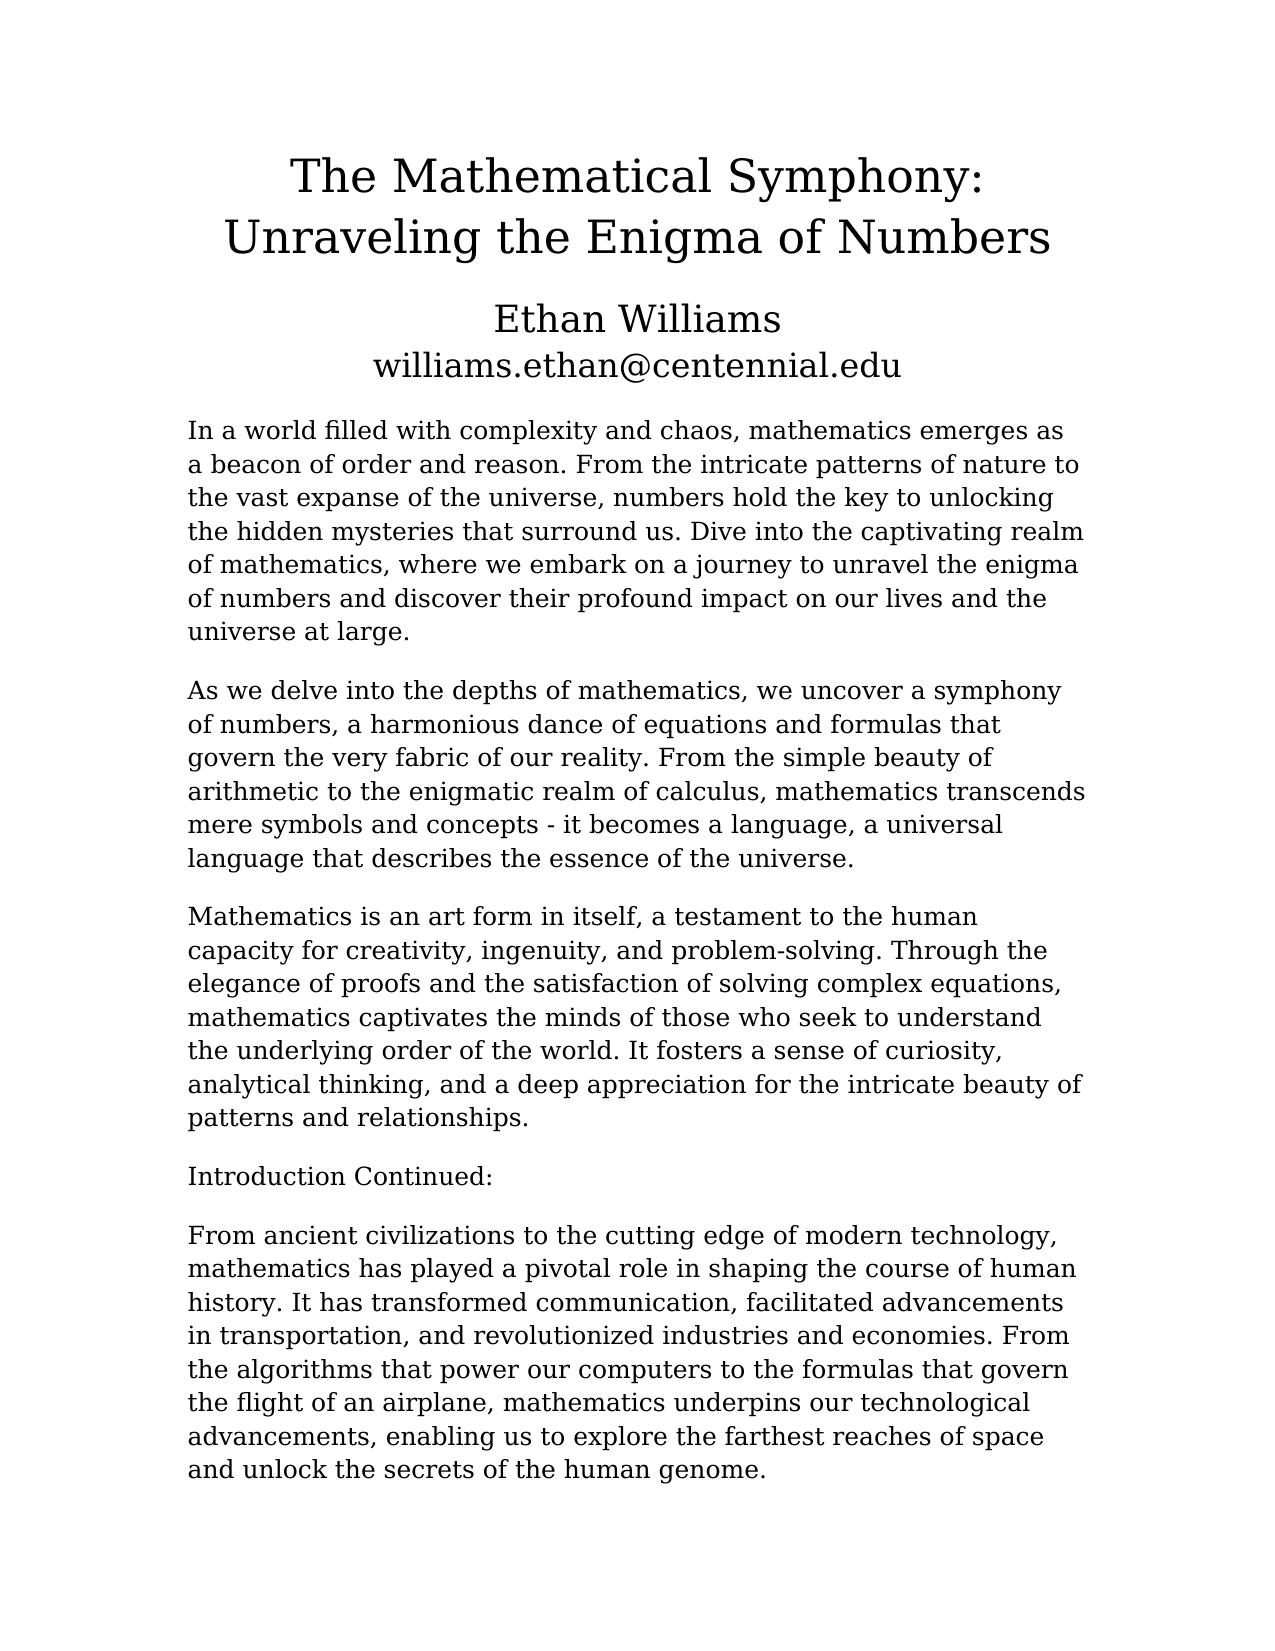 The Mathematical Symphony:
Unraveling the Enigma of Numbers
Ethan Williams
williams.ethan@centennial.edu
In a world filled with complexity and chaos, mathematics emerges as
a beacon of order and reason. From the intricate patterns of nature to
the vast expanse of the universe, numbers hold the key to unlocking
the hidden mysteries that surround us. Dive into the captivating realm
of mathematics, where we embark on a journey to unravel the enigma
of numbers and discover their profound impact on our lives and the
universe at large.
As we delve into the depths of mathematics, we uncover a symphony
of numbers, a harmonious dance of equations and formulas that
govern the very fabric of our reality. From the simple beauty of
arithmetic to the enigmatic realm of calculus, mathematics transcends
mere symbols and concepts - it becomes a language, a universal
language that describes the essence of the universe.
Mathematics is an art form in itself, a testament to the human
capacity for creativity, ingenuity, and problem-solving. Through the
elegance of proofs and the satisfaction of solving complex equations,
mathematics captivates the minds of those who seek to understand
the underlying order of the world. It fosters a sense of curiosity,
analytical thinking, and a deep appreciation for the intricate beauty of
patterns and relationships.
Introduction Continued:
From ancient civilizations to the cutting edge of modern technology,
mathematics has played a pivotal role in shaping the course of human
history. It has transformed communication, facilitated advancements
in transportation, and revolutionized industries and economies. From
the algorithms that power our computers to the formulas that govern
the flight of an airplane, mathematics underpins our technological
advancements, enabling us to explore the farthest reaches of space
and unlock the secrets of the human genome.